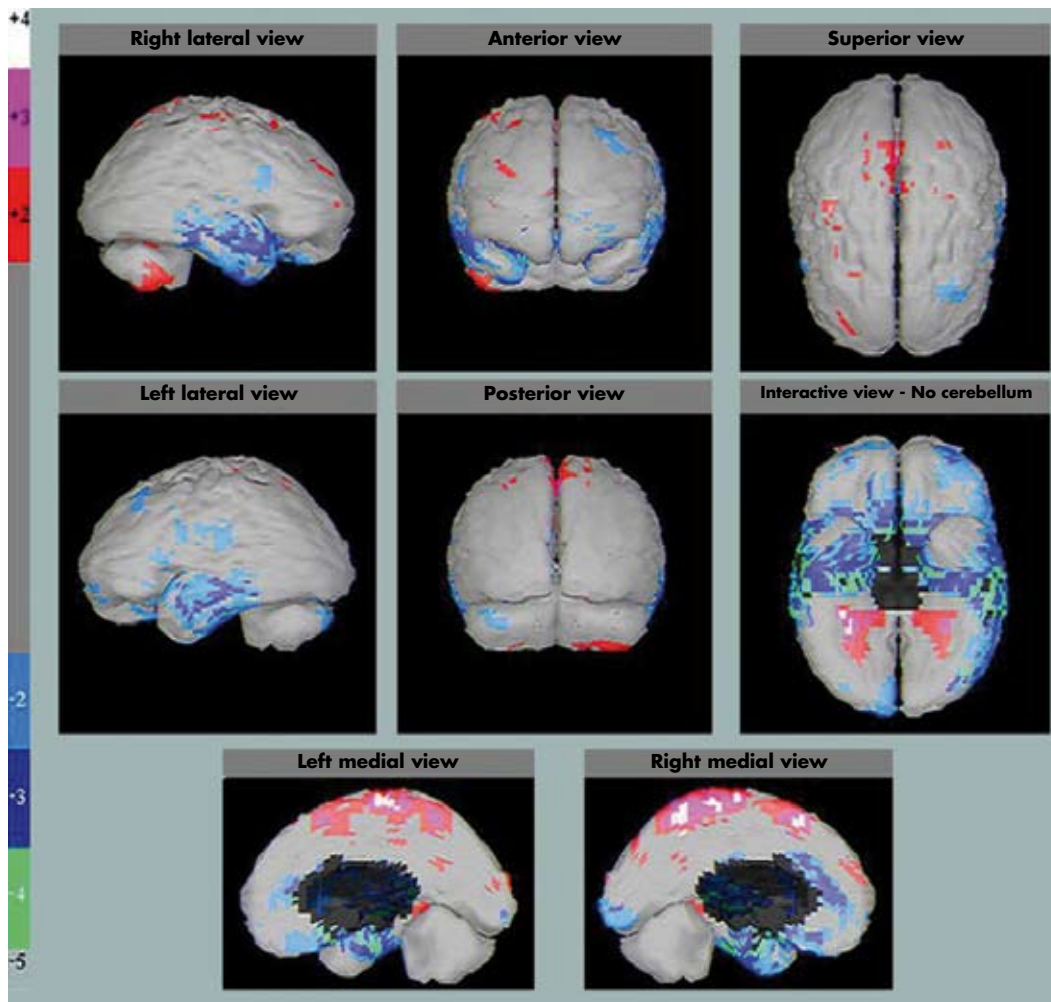 +4
+3
+2
-2
-3
-4
-5
Right lateral view
Anterior view
Superior view
Left lateral view
Posterior view
Interactive view - No cerebellum
Left medial view
Right medial view